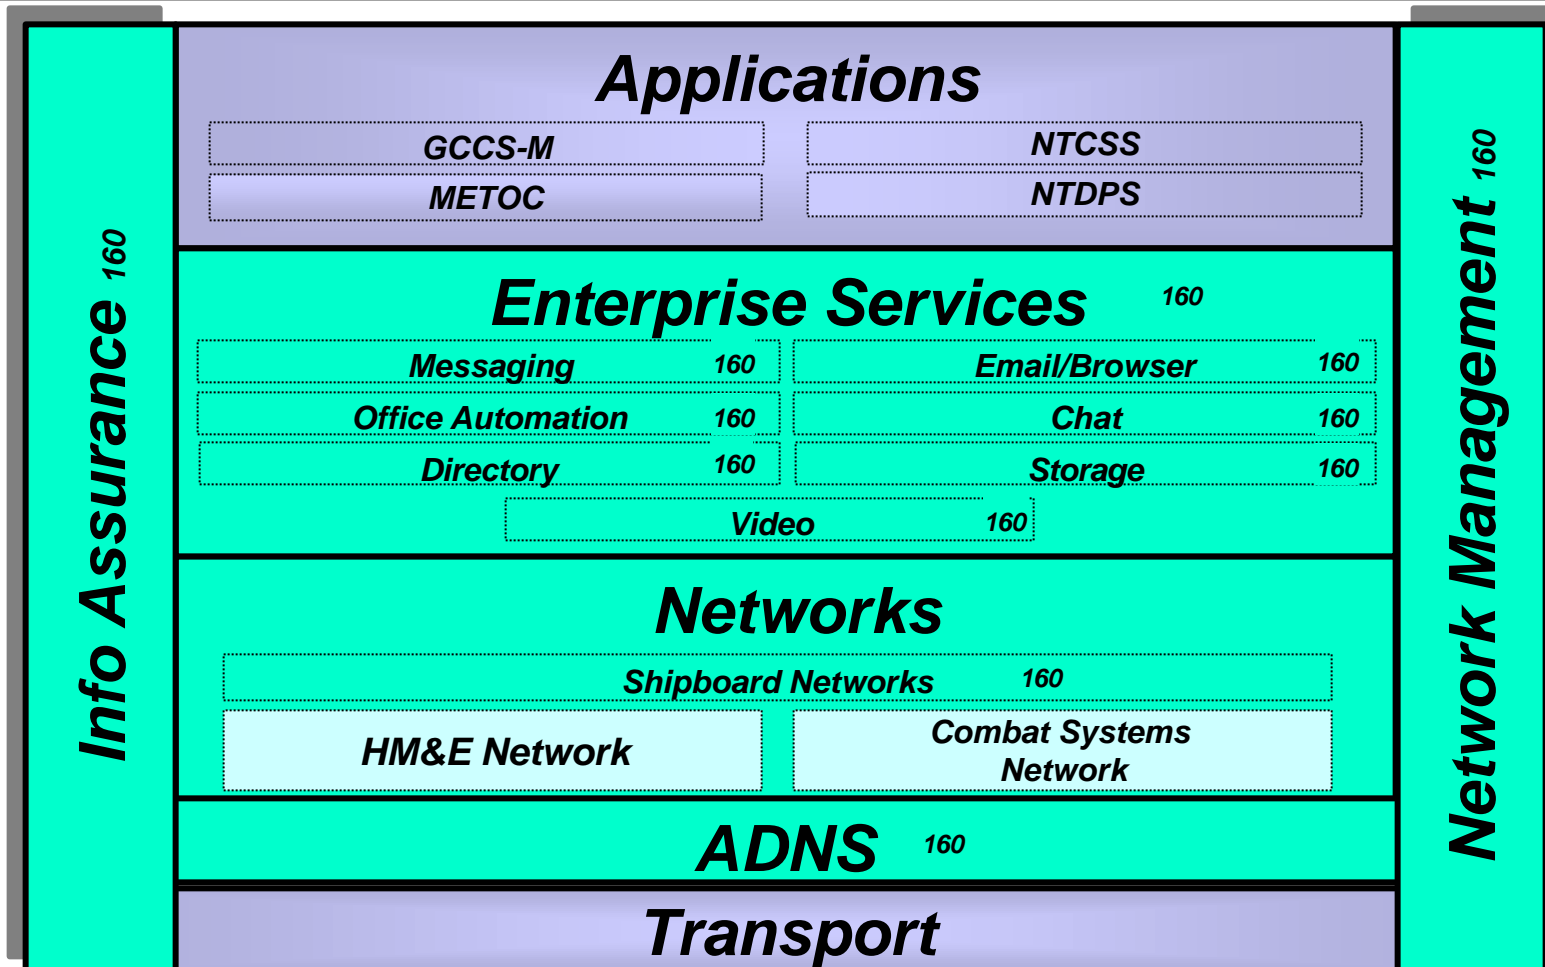 Applications
GCCS-M
NTCSS
METOC
NTDPS
Info Assurance 160
Network Management 160
Enterprise Services 160
Messaging 160
Email/Browser 160
Office Automation 160
Chat 160
Directory 160
Storage 160
Video 160
Networks
Shipboard Networks 160
HM&E Network
Combat Systems
Network
ADNS 160
Transport